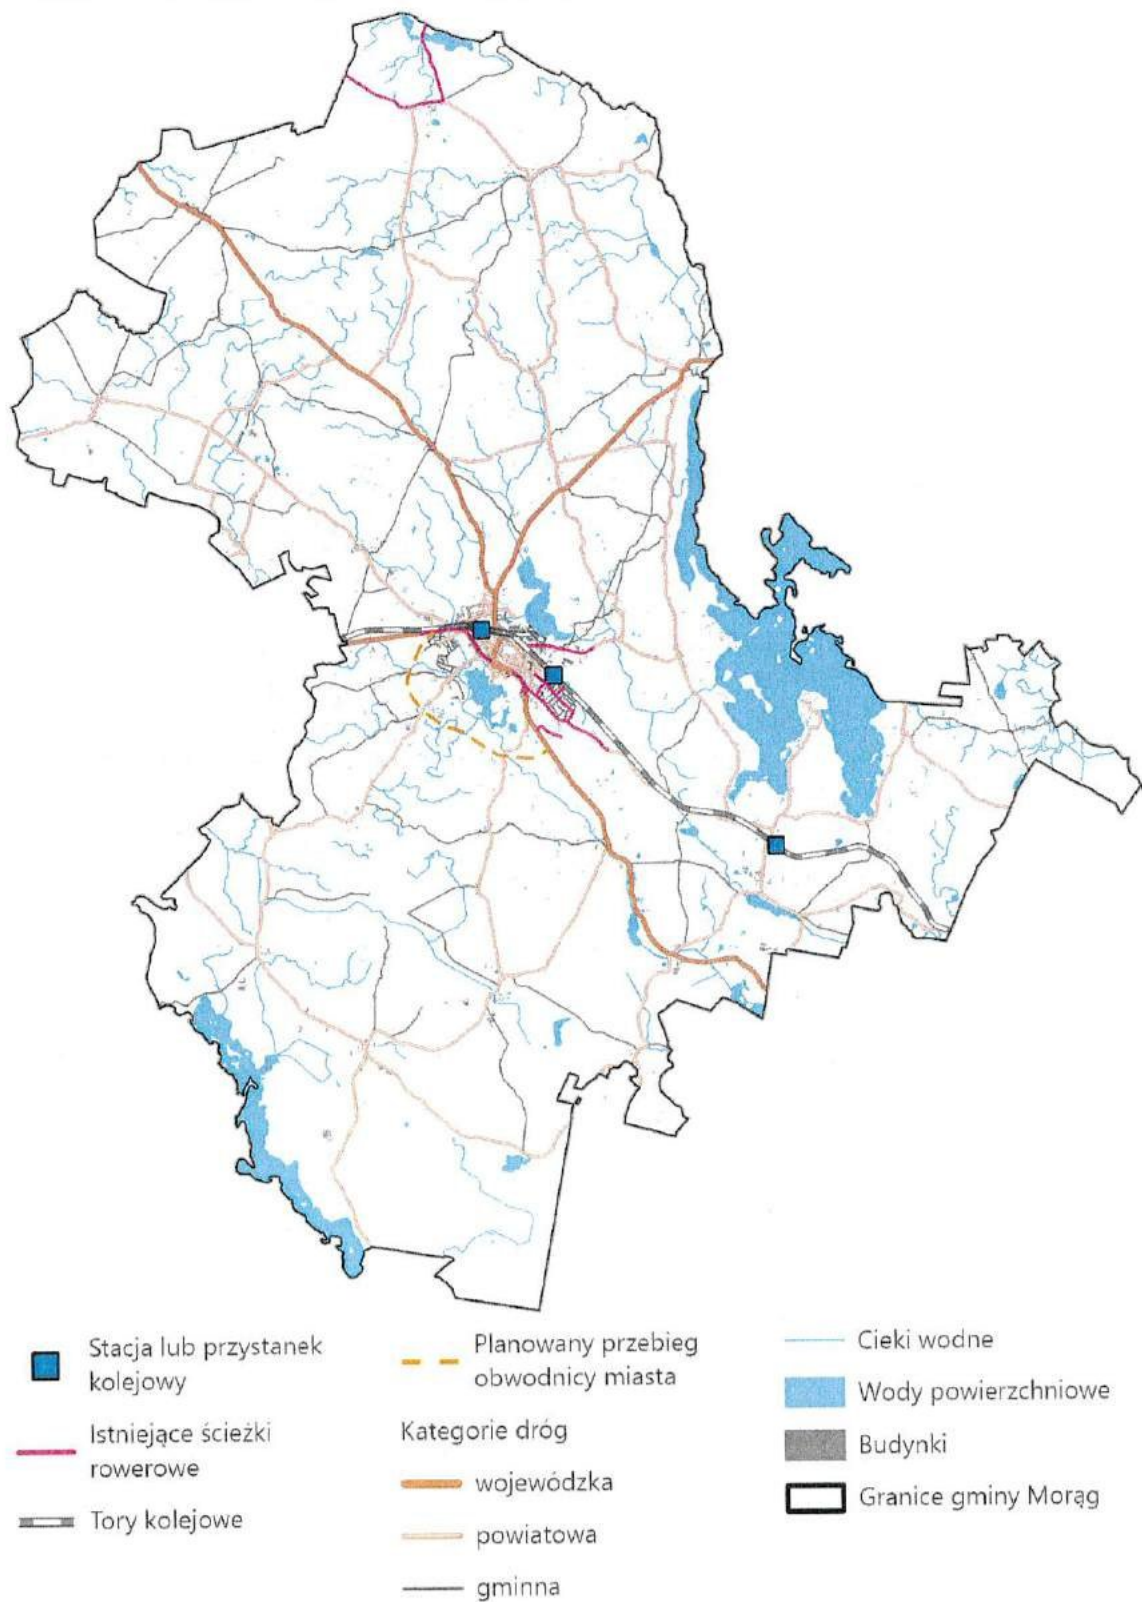 Stacja lub przystanek
kolejowy
Istniejące ścieżki
rowerowe
Tory kolejowe
Planowany przebieg
obwodnicy miasta
Kategorie dróg
wojewódzka
powiatowa
gminna
Cieki wodne
Wody powierzchniowe
Budynki
Granice gminy Morąg